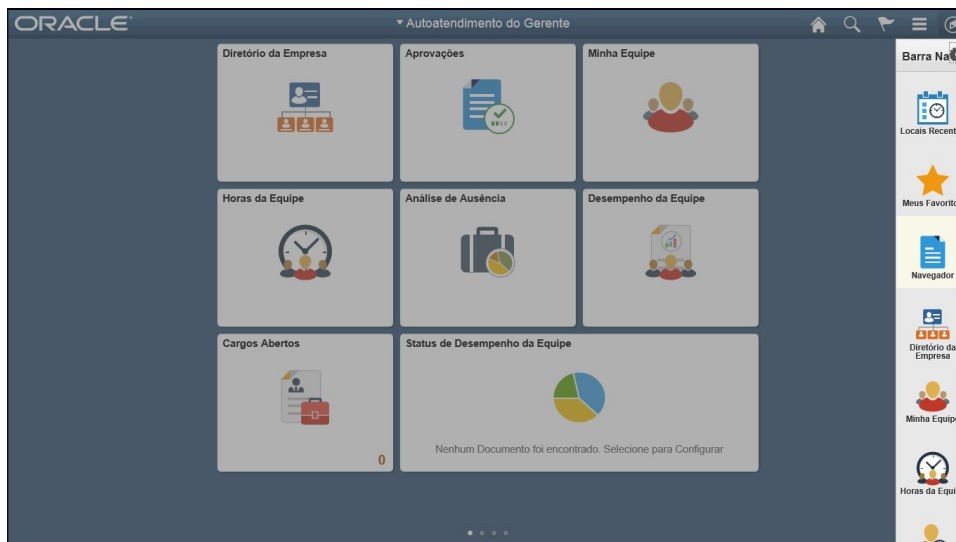 ORACLE
Autoatendimento do Gerente
Diretório da Empresa
Aprovações
Minha Equipe
Horas da Equipe
Análise de Ausência
Desempenho da Equipe
Cargos Abertos
0
Status de Desempenho da Equipe
Nenhum Documento foi encontrado. Selecione para Configurar
Barra Na
Locais Recent
Meus Favorito
Navegador
Diretório da
Empresa
Minha Equipe
Horas da Equi